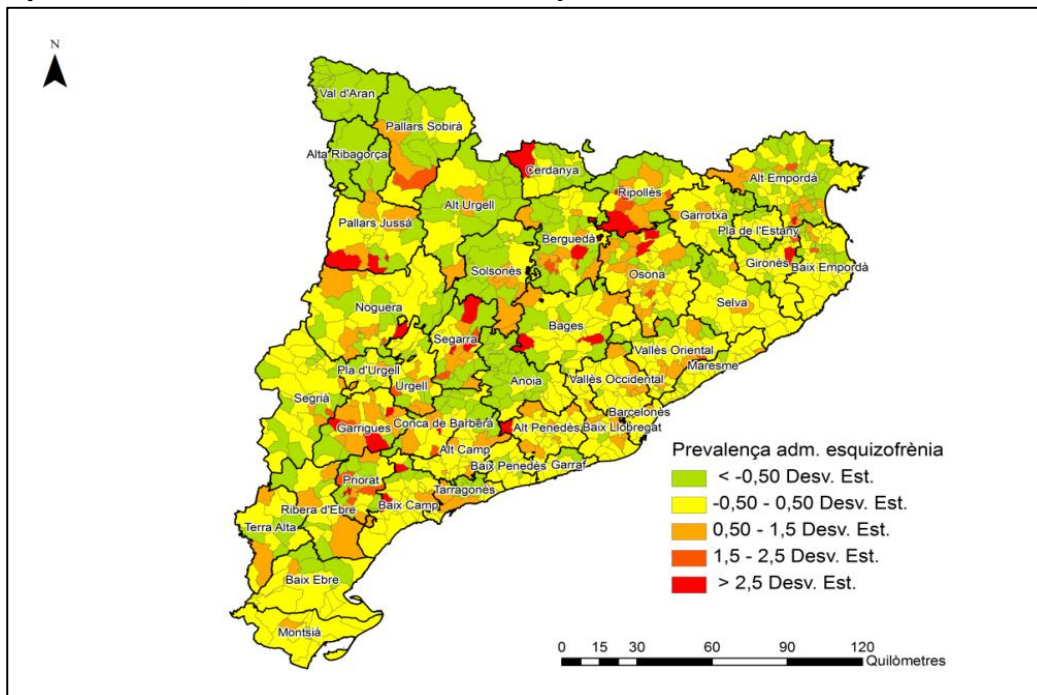 N
Val d'Aran
Pallars Sobirà
Alta Ribagorça
Cerdanya
Alt Empordà
Ripollès
Alt Urgell
Garrotxa
Pallars Jussà
Pla de l'Estany
Berguedà
Gironès
Baix Empordà
Solsonès
Osona
Selva
Noguera
Bages
Segarra
Vallès Oriental
Maresme
Pla d'Urgell
Anoia
Vallès Occidental
Urgell
Segrià
Barcelonès
Conca de Barberà
Garrigues
Alt Penedès
Baix Llobregat
Alt Camp
Baix Penedès
Garraf
Priorat
Tarragonès
Ribera d'Ebre
Baix Camp
Terra Alta
Baix Ebre
Montsià
Prevalença adm. esquizofrènia
< -0,50 Desv. Est.
-0,50 - 0,50 Desv. Est.
0,50 - 1,5 Desv. Est.
1,5 - 2,5 Desv. Est.
> 2,5 Desv. Est.
0 15 30 60 90 120
Quilòmetres